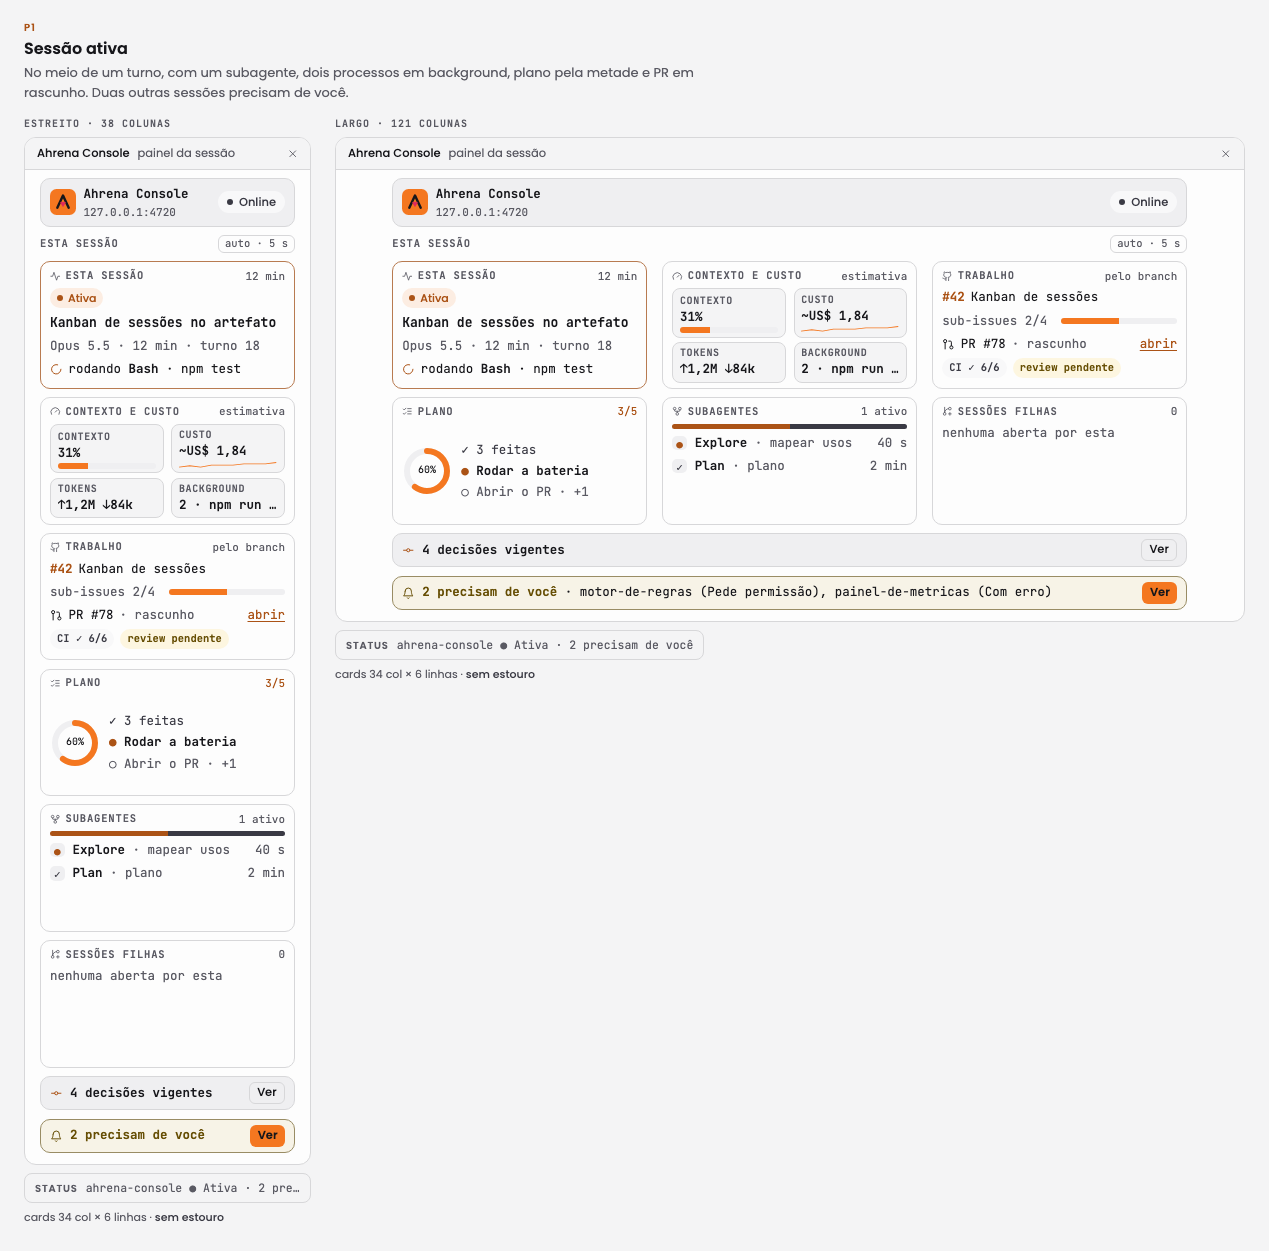 P1
Sessão ativa
No meio de um turno, com um subagente, dois processos em background, plano pela metade e PR em
rascunho. Duas outras sessões precisam de você.
ESTREITO · 38 COLUNAS
Ahrena Console painel da sessão ×
Ahrena Console
127.0.0.1:4720
● Online
ESTA SESSÃO auto · 5 s
ESTA SESSÃO 12 min
● Ativa
Kanban de sessões no artefato
Opus 5.5 · 12 min · turno 18
rodando Bash · npm test
CONTEXTO E CUSTO estimativa
CONTEXTO
31%
CUSTO
~US$ 1,84
TOKENS
↑1,2M ↓84k
BACKGROUND
2 · npm run …
TRABALHO pelo branch
#42 Kanban de sessões
sub-issues 2/4
PR #78 · rascunho abrir
CI ✓ 6/6 review pendente
PLANO 3/5
60%
✓ 3 feitas
● Rodar a bateria
○ Abrir o PR · +1
SUBAGENTES 1 ativo
● Explore · mapear usos 40 s
✓ Plan · plano 2 min
SESSÕES FILHAS 0
nenhuma aberta por esta
4 decisões vigentes Ver
2 precisam de você Ver
STATUS ahrena-console ● Ativa · 2 pre…
cards 34 col × 6 linhas · sem estouro
LARGO · 121 COLUNAS
Ahrena Console painel da sessão ×
Ahrena Console
127.0.0.1:4720
● Online
ESTA SESSÃO auto · 5 s
ESTA SESSÃO 12 min
● Ativa
Kanban de sessões no artefato
Opus 5.5 · 12 min · turno 18
rodando Bash · npm test
CONTEXTO E CUSTO estimativa
CONTEXTO
31%
CUSTO
~US$ 1,84
TOKENS
↑1,2M ↓84k
BACKGROUND
2 · npm run …
TRABALHO pelo branch
#42 Kanban de sessões
sub-issues 2/4
PR #78 · rascunho abrir
CI ✓ 6/6 review pendente
PLANO 3/5
60%
✓ 3 feitas
● Rodar a bateria
○ Abrir o PR · +1
SUBAGENTES 1 ativo
● Explore · mapear usos 40 s
✓ Plan · plano 2 min
SESSÕES FILHAS 0
nenhuma aberta por esta
4 decisões vigentes Ver
2 precisam de você · motor-de-regras (Pede permissão), painel-de-metricas (Com erro) Ver
STATUS ahrena-console ● Ativa · 2 precisam de você
cards 34 col × 6 linhas · sem estouro